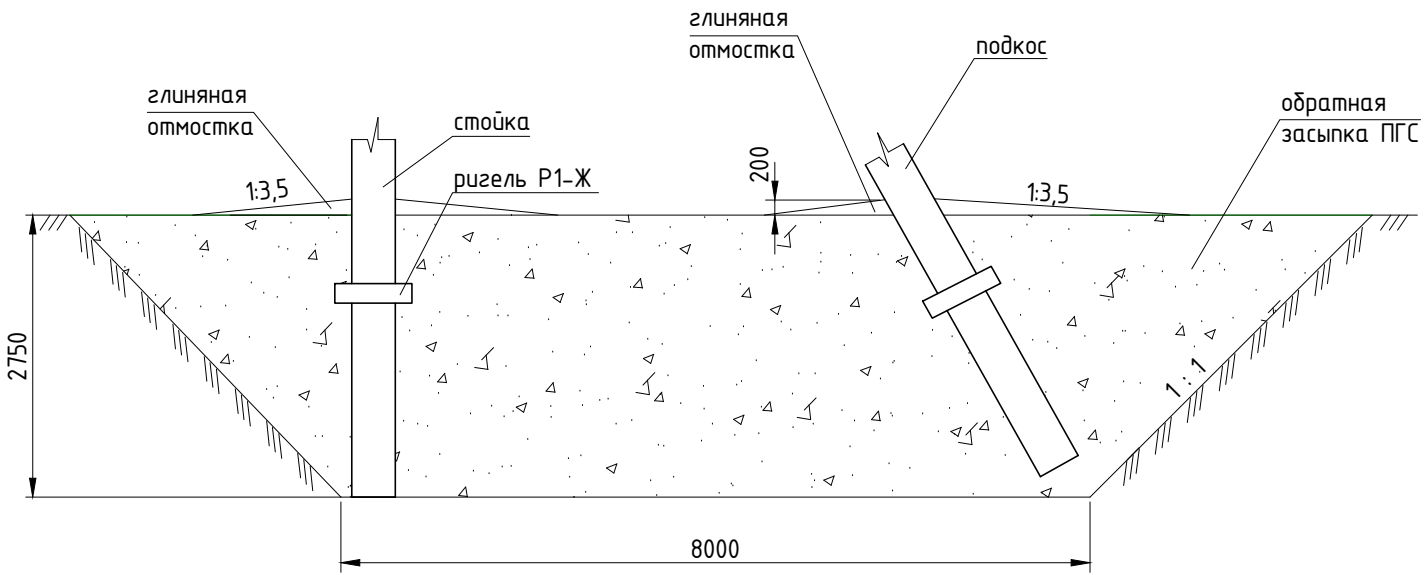 глиняная
отмостка
глиняная
отмостка
подкос
стойка
обратная
засыпка ПГС
200
1:3,5
ригель Р1-Ж
1:3,5
2750
1 : 1
8000